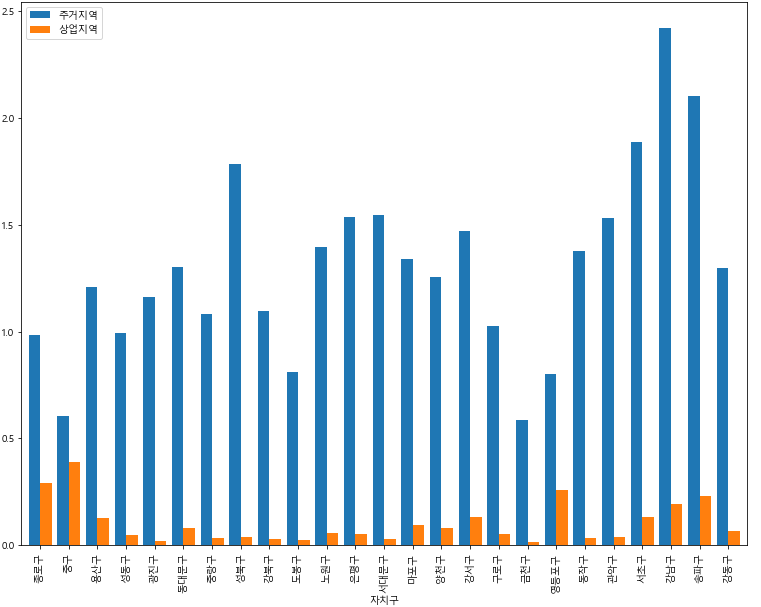 주거지역
상업지역
2.5
2.0
1.5
1.0
0.5
0.0
종로구
중구
용산구
성동구
광진구
동대문구
중랑구
성북구
강북구
도봉구
노원구
은평구
서대문구
마포구
양천구
강서구
구로구
금천구
영등포구
동작구
관악구
서초구
강남구
송파구
강동구
자치구